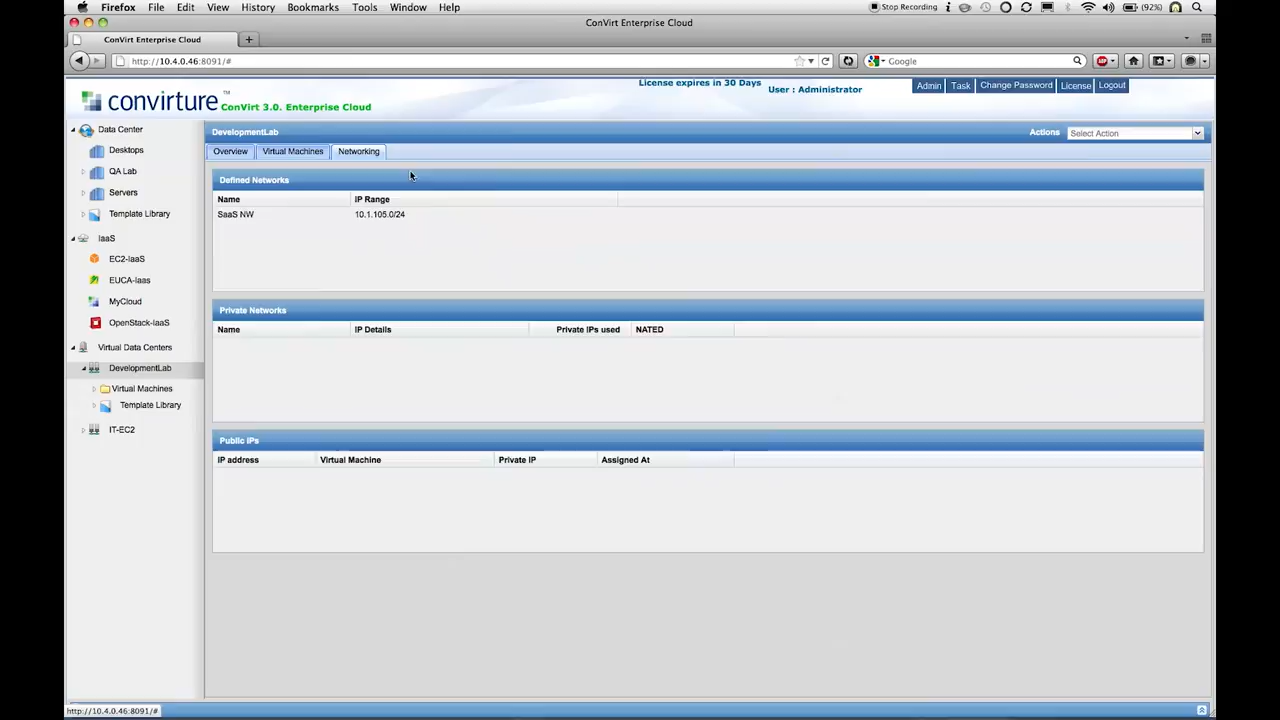 Firefox File Edit View History Bookmarks Tools Window Help Stop Recording (92%)
ConVirt Enterprise Cloud
ConVirt Enterprise Cloud +
http://10.4.0.46:8091/# Google
License expires in 30 Days
User : Administrator
Admin Task Change Password License Logout
convirture™ ConVirt 3.0. Enterprise Cloud
Data Center
Desktops
QA Lab
Servers
Template Library
IaaS
EC2-IaaS
EUCA-Iaas
MyCloud
OpenStack-IaaS
Virtual Data Centers
DevelopmentLab
Virtual Machines
Template Library
IT-EC2
DevelopmentLab Actions Select Action
Overview Virtual Machines Networking
Defined Networks
Name IP Range
SaaS NW 10.1.105.0/24
Private Networks
Name IP Details Private IPs used NATED
Public IPs
IP address Virtual Machine Private IP Assigned At
http://10.4.0.46:8091/#